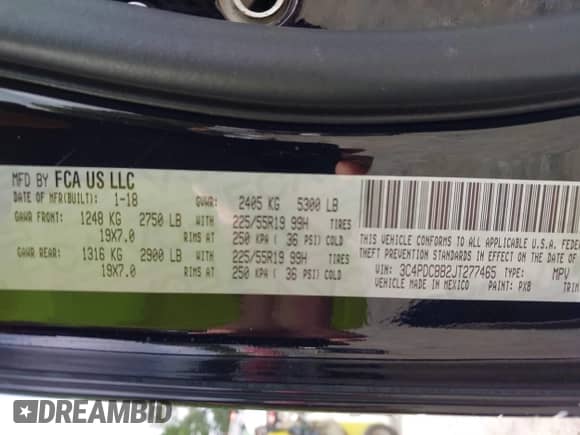 MFD BY FCA US LLC
DATE OF MFR(BUILT): 1-18 GVWR: 2405 KG 5300 LB
GAWR FRONT: 1248 KG 2750 LB WITH 225/55R19 99H TIRES
19X7.0 RIMS AT 250 KPA ( 36 PSI) COLD
GAWR REAR: 1316 KG 2900 LB WITH 225/55R19 99H TIRES
19X7.0 RIMS AT 250 KPA ( 36 PSI) COLD
THIS VEHICLE CONFORMS TO ALL APPLICABLE U.S.A.
THEFT PREVENTION STANDARDS IN EFFECT ON THE DATE OF
VIN: 3C4PDCBB2JT277465 TYPE: MPV
VEHICLE MADE IN MEXICO PAINT: PX8 TRIM
DREAMBID